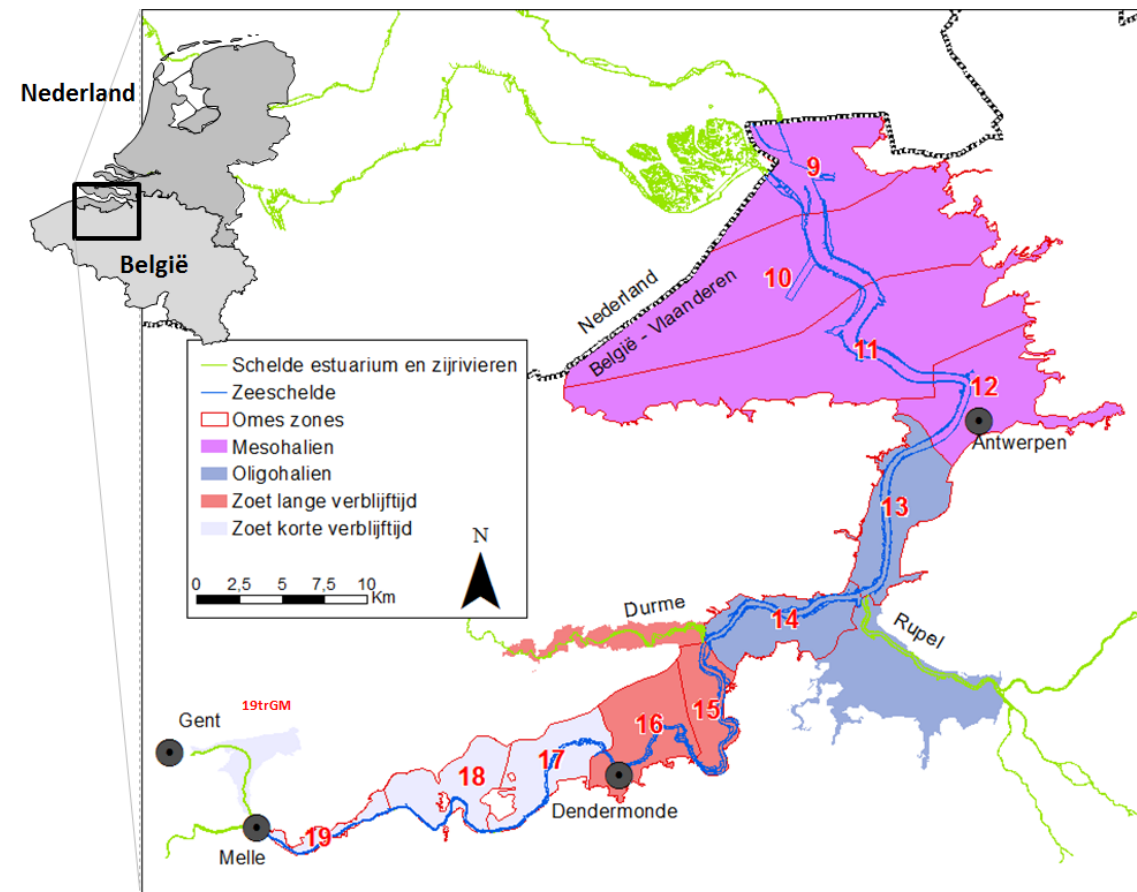 Nederland
België
Nederland
België - Vlaanderen
9
10
11
12
Antwerpen
13
14
Durme
Rupel
15
16
17
18
19
19trGM
Gent
Melle
Dendermonde
Schelde estuarium en zijrivieren
Zeeschelde
Omes zones
Mesohalien
Oligohalien
Zoet lange verblijftijd
Zoet korte verblijftijd
N
0 2,5 5 7,5 10
Km